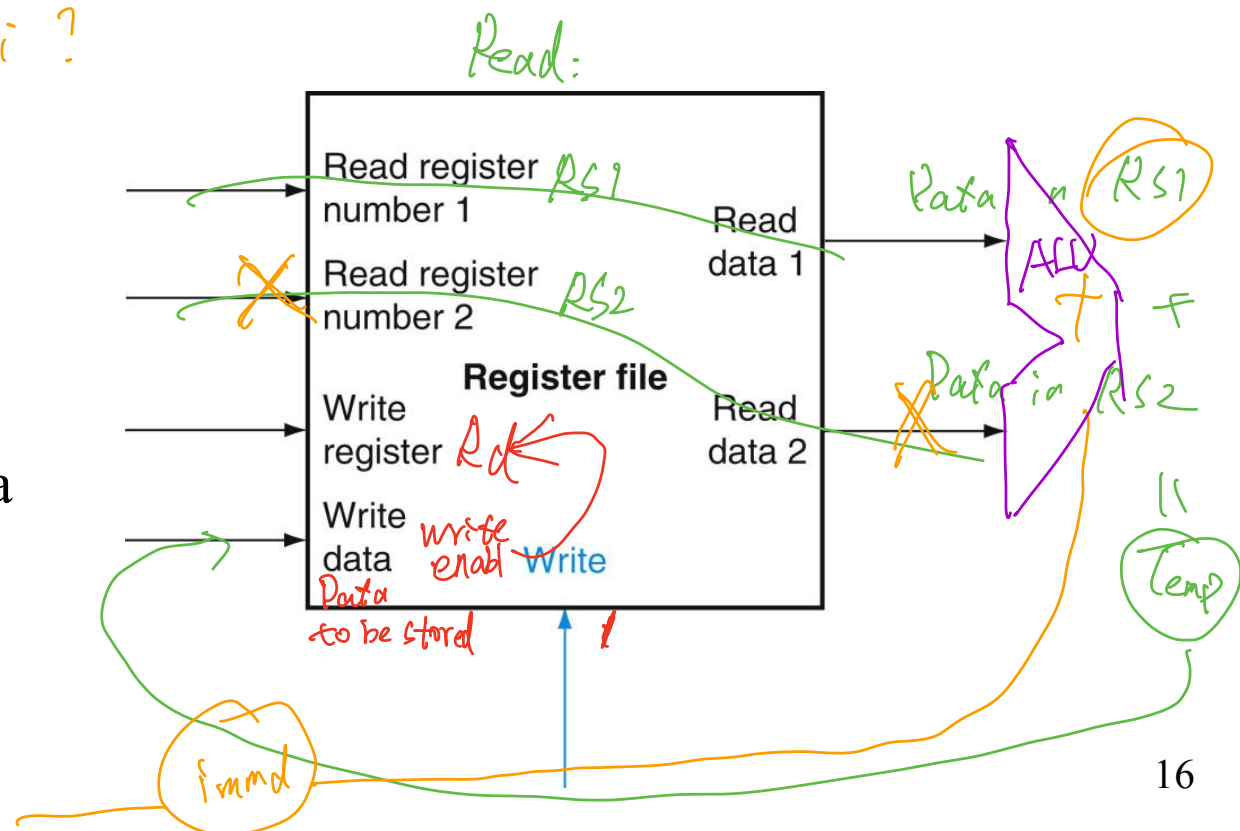 i ?
Read:
Read register
number 1
RS1
Read
data 1
Data in
RS1
ALU
+
+
Read register
number 2
RS2
Register file
Read
data 2
Data in
RS2
Write
register
Rd
a
Write
data
write
enab
Write
Data
to be stored
1
=
Temp
immd
16